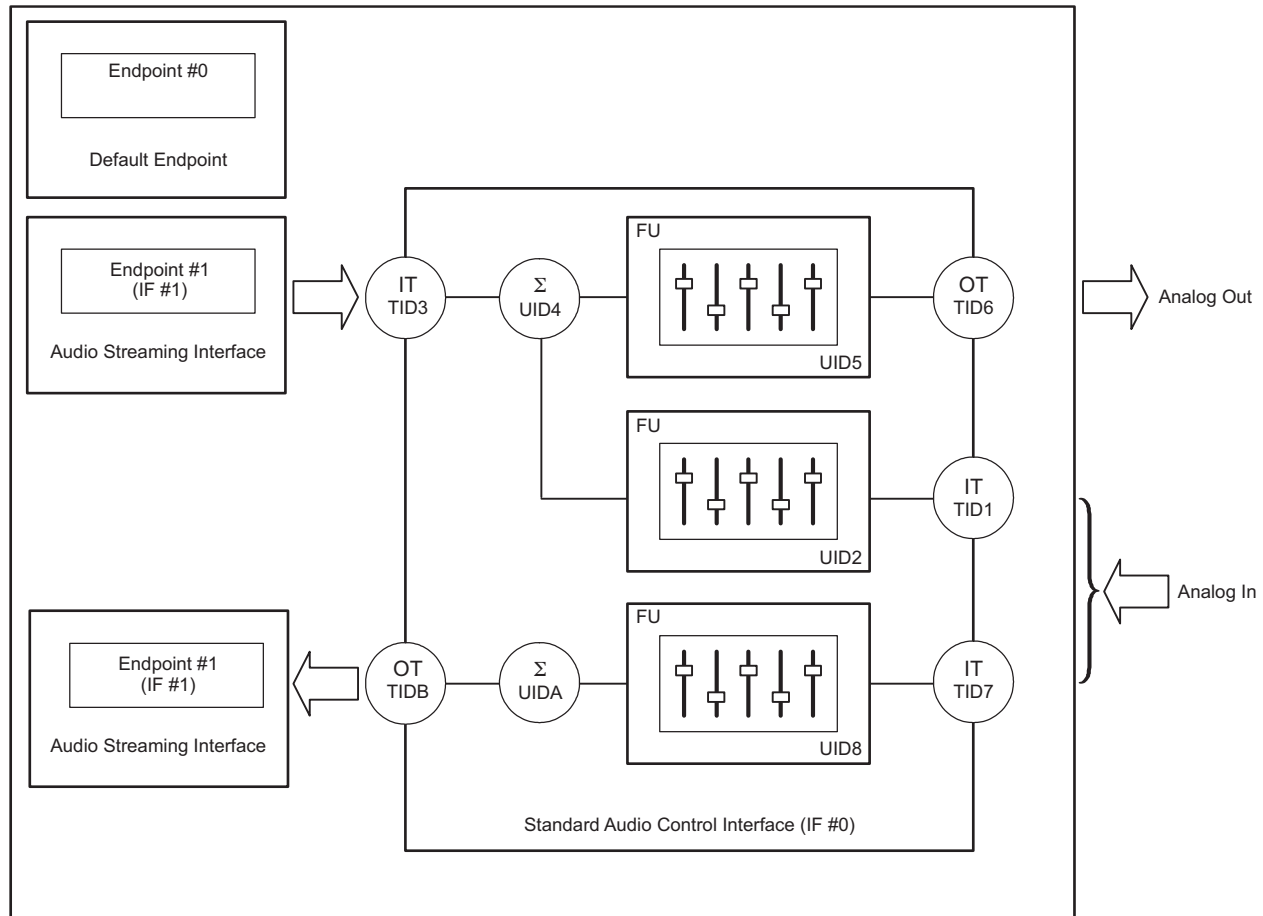 Endpoint #0
Default Endpoint
Endpoint #1
(IF #1)
Audio Streaming Interface
IT
TID3
Σ
UID4
FU
UID5
OT
TID6
Analog Out
FU
UID2
IT
TID1
Analog In
Endpoint #1
(IF #1)
Audio Streaming Interface
OT
TIDB
Σ
UIDA
FU
UID8
IT
TID7
Standard Audio Control Interface (IF #0)